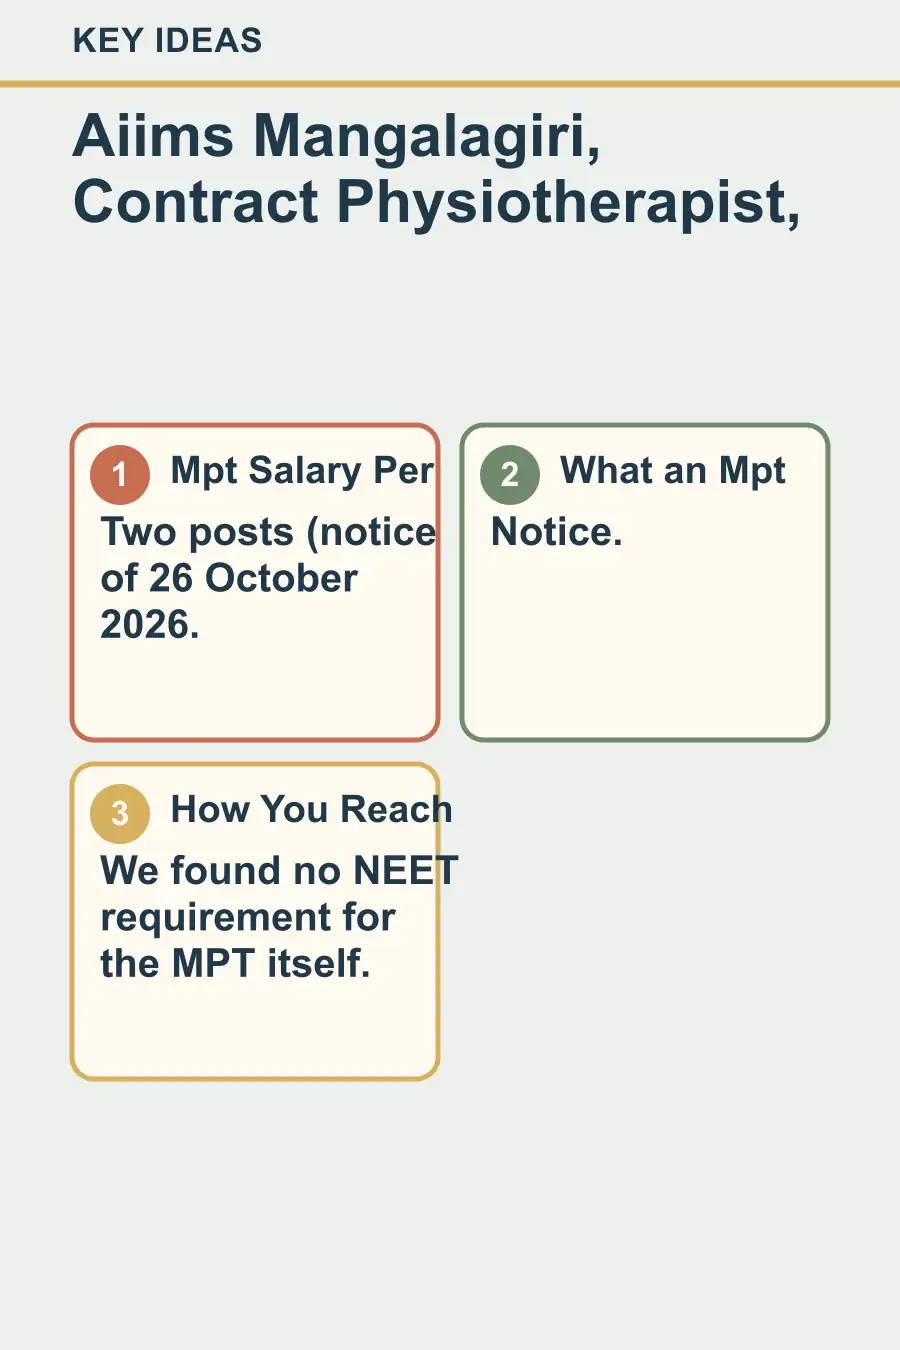 KEY IDEAS
Aiims Mangalagiri,
Contract Physiotherapist,
1 Mpt Salary Per
Two posts (notice
of 26 October
2026.
2 What an Mpt
Notice.
3 How You Reach
We found no NEET
requirement for
the MPT itself.